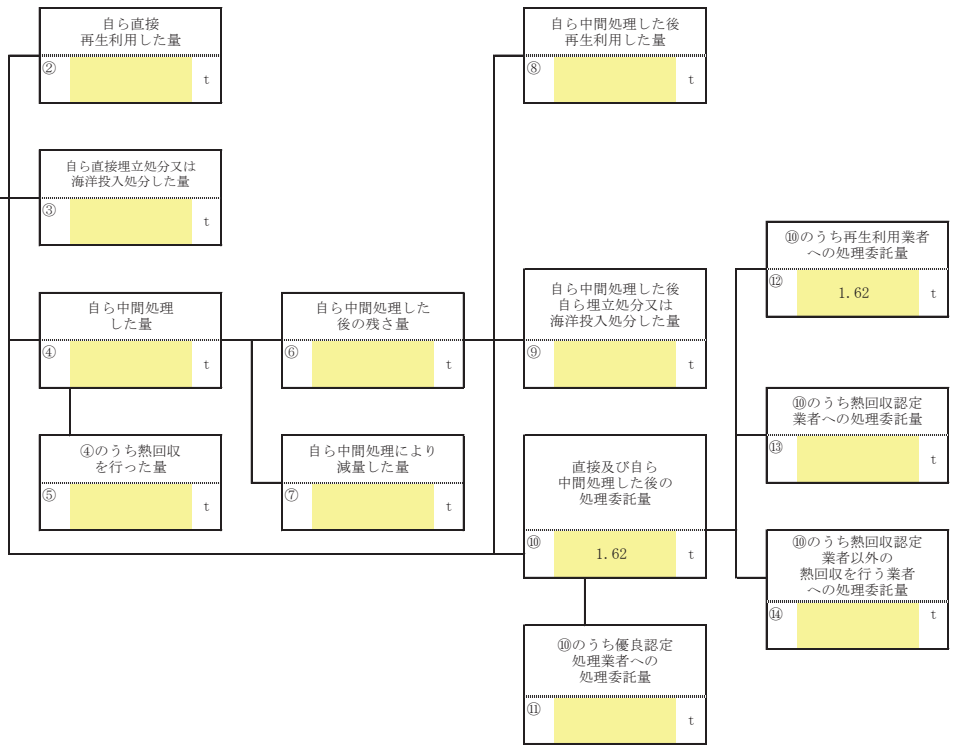 自ら直接
再生利用した量
②
t
自ら直接埋立処分又は
海洋投入処分した量
③
t
自ら中間処理
した量
④
t
④のうち熱回収
を行った量
⑤
t
自ら中間処理した
後の残さ量
⑥
t
自ら中間処理により
減量した量
⑦
t
自ら中間処理した後
再生利用した量
⑧
t
自ら中間処理した後
自ら埋立処分又は
海洋投入処分した量
⑨
t
直接及び自ら
中間処理した後の
処理委託量
⑩ 1.62 t
⑩のうち優良認定
処理業者への
処理委託量
⑪
t
⑩のうち再生利用業者
への処理委託量
⑫ 1.62 t
⑩のうち熱回収認定
業者への処理委託量
⑬
t
⑩のうち熱回収認定
業者以外の
熱回収を行う業者
への処理委託量
⑭
t